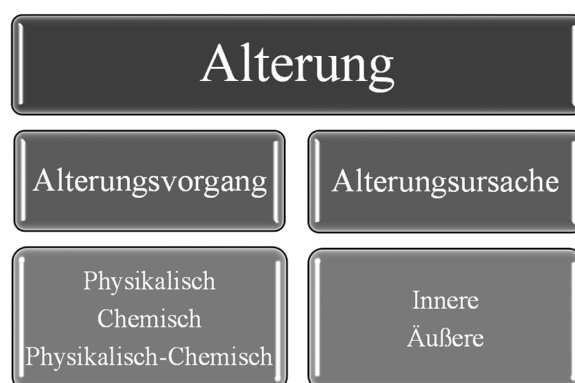 Alterung
Alterungsvorgang
Alterungsursache
Physikalisch
Chemisch
Physikalisch-Chemisch
Innere
Äußere